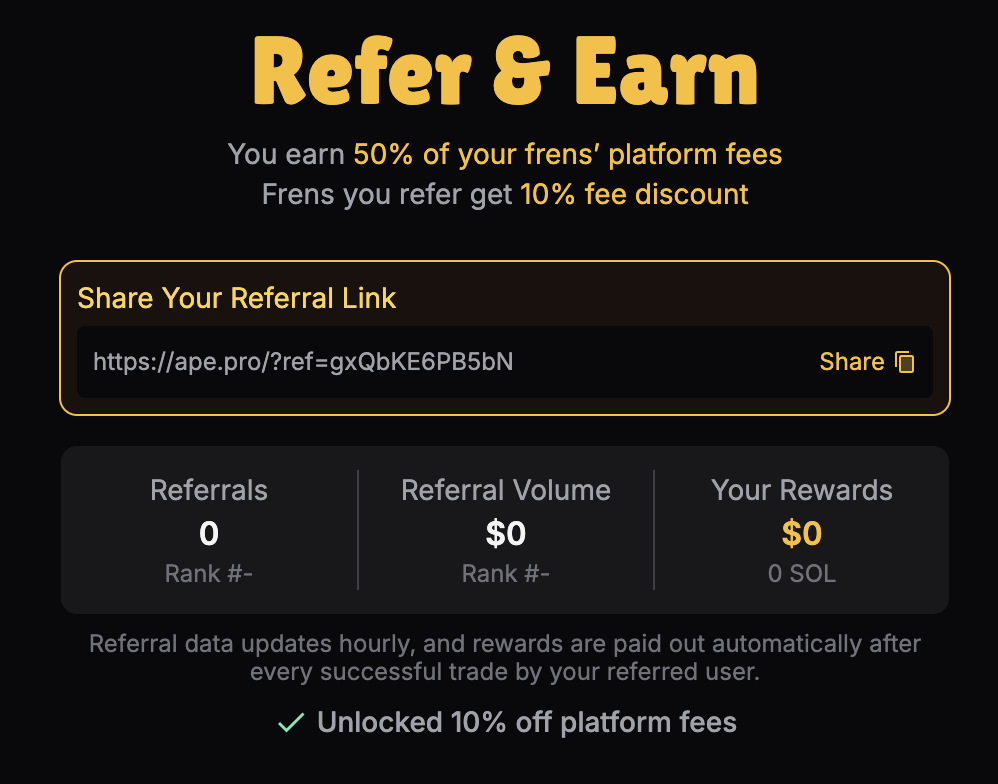 Refer & Earn
You earn 50% of your frens’ platform fees
Frens you refer get 10% fee discount
Share Your Referral Link
https://ape.pro/?ref=gxQbKE6PB5bN
Share
Referrals
0
Rank #-
Referral Volume
$0
Rank #-
Your Rewards
$0
0 SOL
Referral data updates hourly, and rewards are paid out automatically after
every successful trade by your referred user.
Unlocked 10% off platform fees